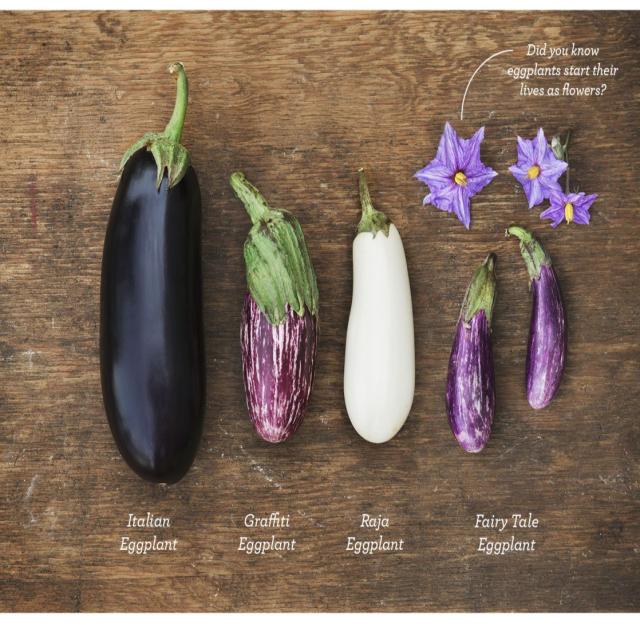 Did you know
eggplants start their
lives as flowers?
Italian
Eggplant
Graffiti
Eggplant
Raja
Eggplant
Fairy Tale
Eggplant